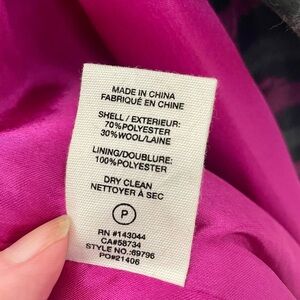 MADE IN CHINA
FABRIQUÉ EN CHINE
SHELL / EXTERIEUR:
70%POLYESTER
30%WOOL/LAINE
LINING/DOUBLURE:
100%POLYESTER
DRY CLEAN
NETTOYER À SEC
P
RN #143044
CA#58734
STYLE NO.:69796
PO#21406